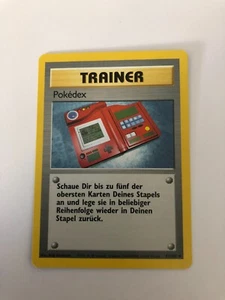 TRAINER
Pokédex
Schaue Dir bis zu fünf der
obersten Karten Deines Stapels
an und lege sie in beliebiger
Reihenfolge wieder in Deinen
Stapel zurück.